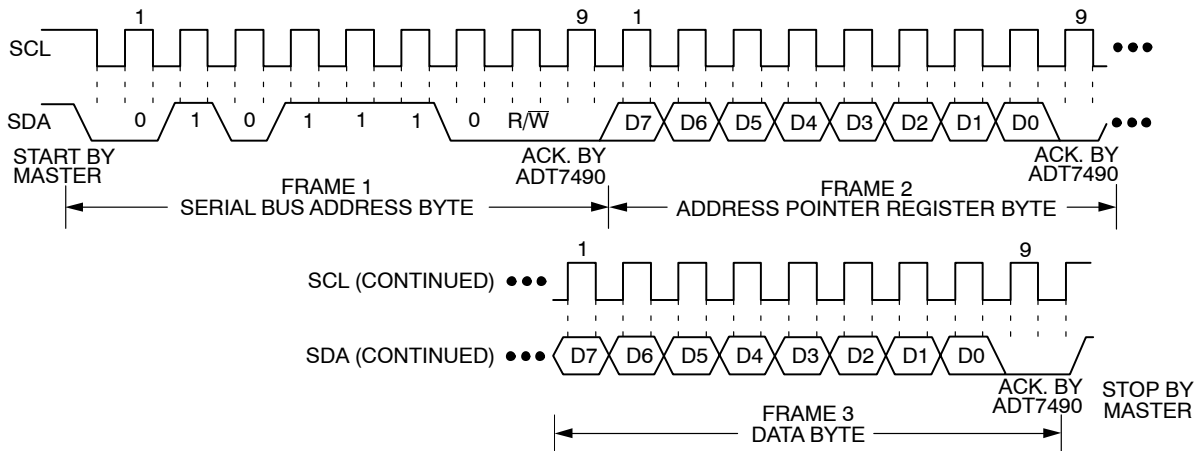 1 9 1 9
SCL
SDA 0 1 0 1 1 1 0 R/W̅ D7 D6 D5 D4 D3 D2 D1 D0
START BY
MASTER
ACK. BY
ADT7490
ACK. BY
ADT7490
FRAME 1
SERIAL BUS ADDRESS BYTE
FRAME 2
ADDRESS POINTER REGISTER BYTE
1 9
SCL (CONTINUED)
SDA (CONTINUED) D7 D6 D5 D4 D3 D2 D1 D0
ACK. BY
ADT7490
STOP BY
MASTER
FRAME 3
DATA BYTE